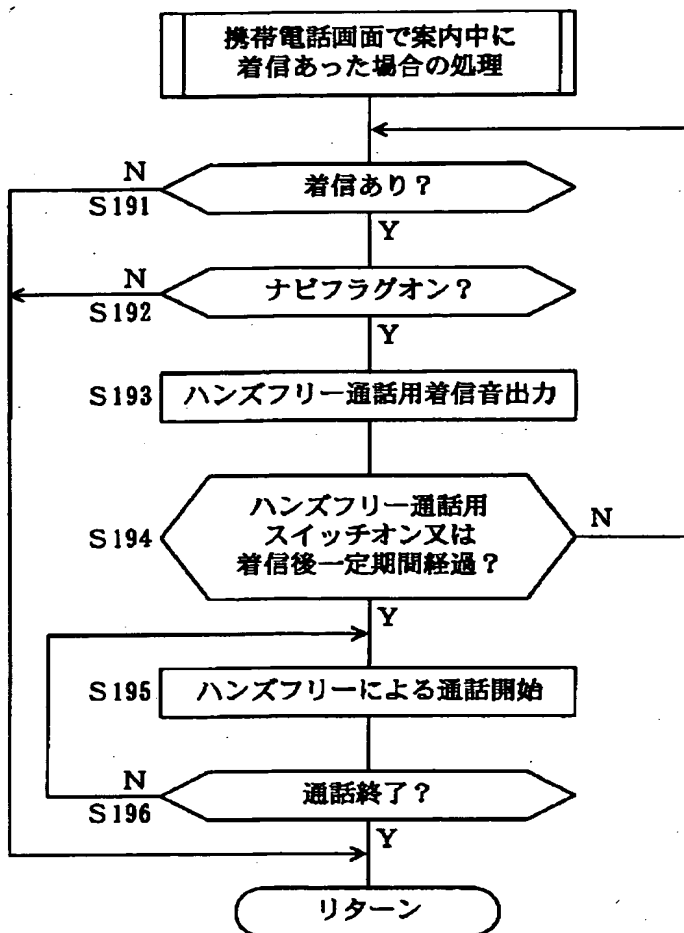 携帯電話画面で案内中に
着信あった場合の処理
N
着信あり?
S191
Y
N
ナビフラグオン?
S192
Y
S193
ハンズフリー通話用着信音出力
ハンズフリー通話用
N
S194
スイッチオン又は
着信後一定期間経過?
Y
S195
ハンズフリーによる通話開始
N
通話終了?
S196
Y
リターン